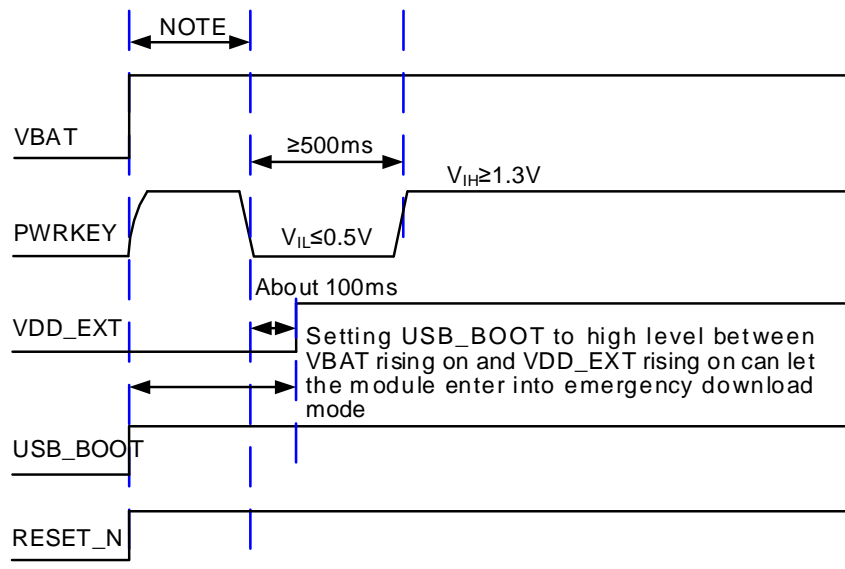 NOTE
VBAT
≥500ms
VIH≥1.3V
PWRKEY
VIL≤0.5V
About 100ms
VDD_EXT
Setting USB_BOOT to high level between
VBAT rising on and VDD_EXT rising on can let
the module enter into emergency download
mode
USB_BOOT
RESET_N